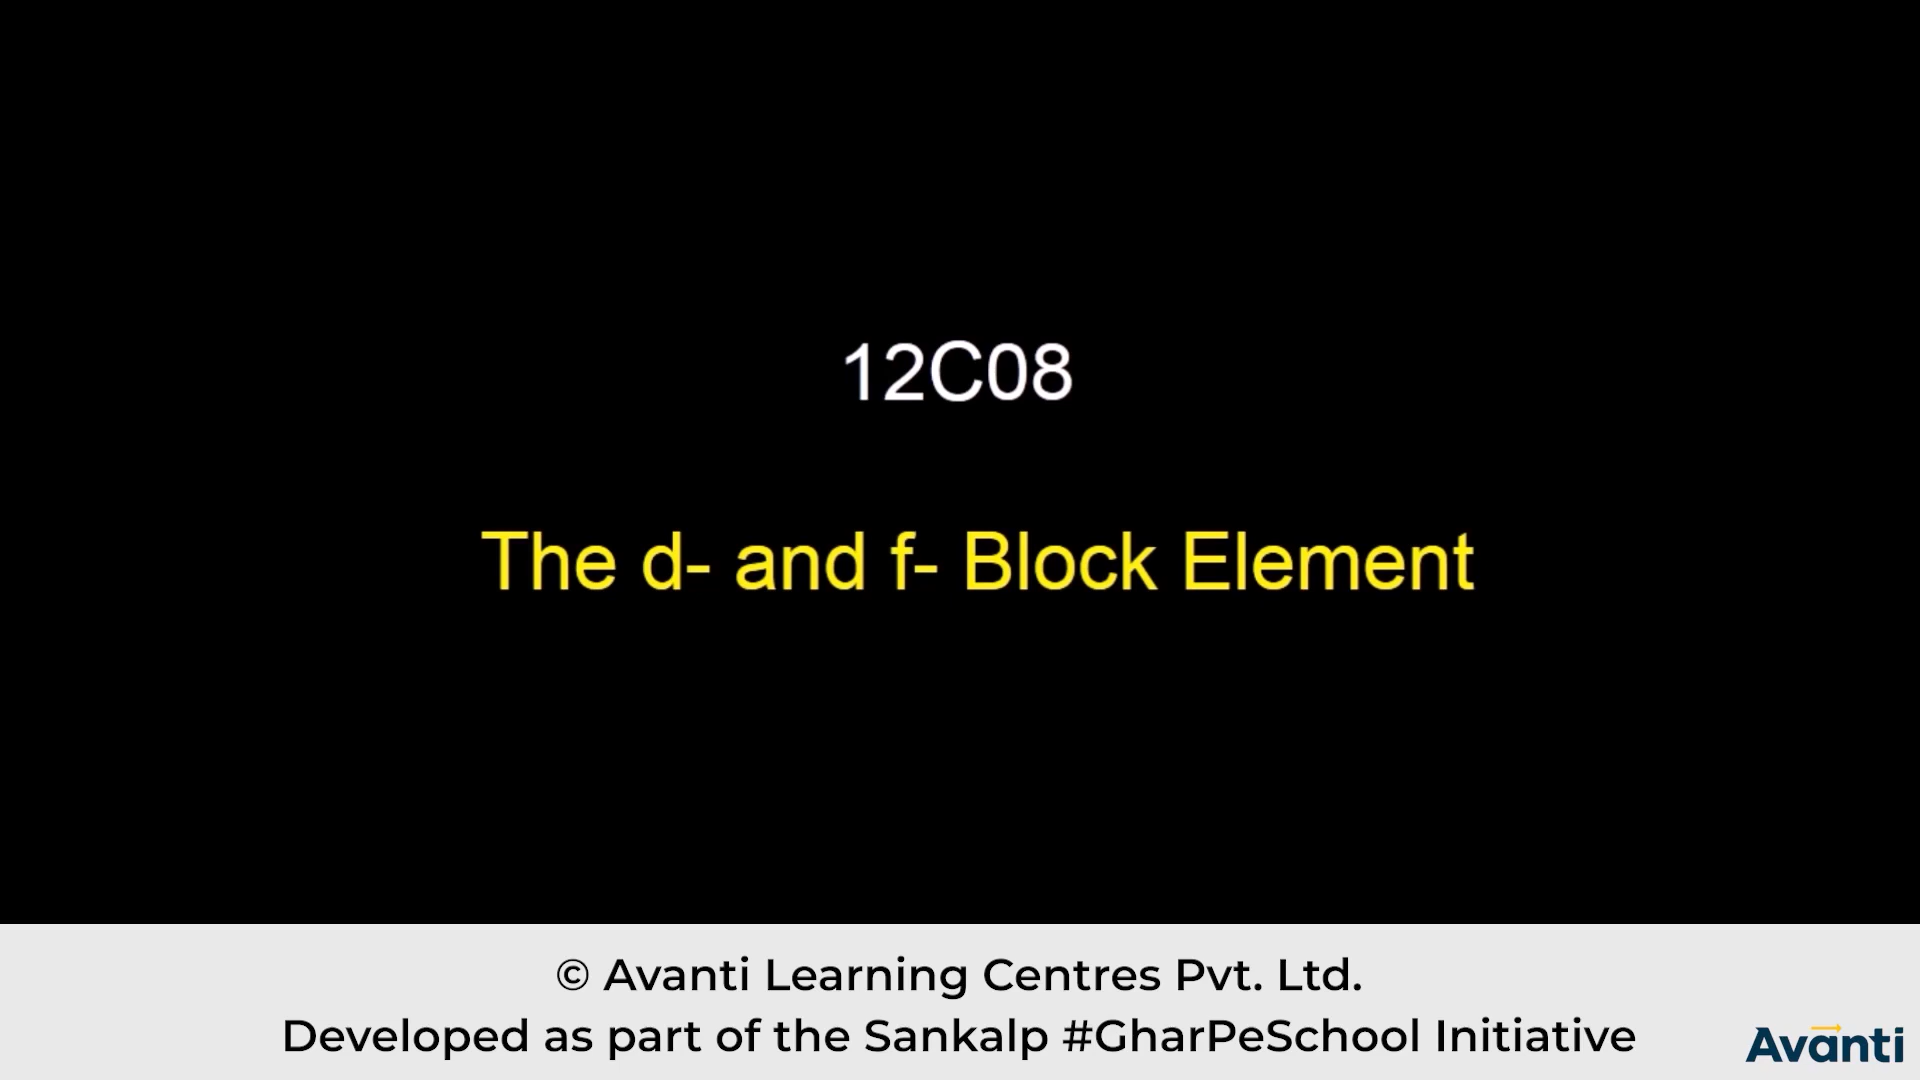 12C08
The d- and f- Block Element
© Avanti Learning Centres Pvt. Ltd.
Developed as part of the Sankalp #GharPeSchool Initiative
Avanti